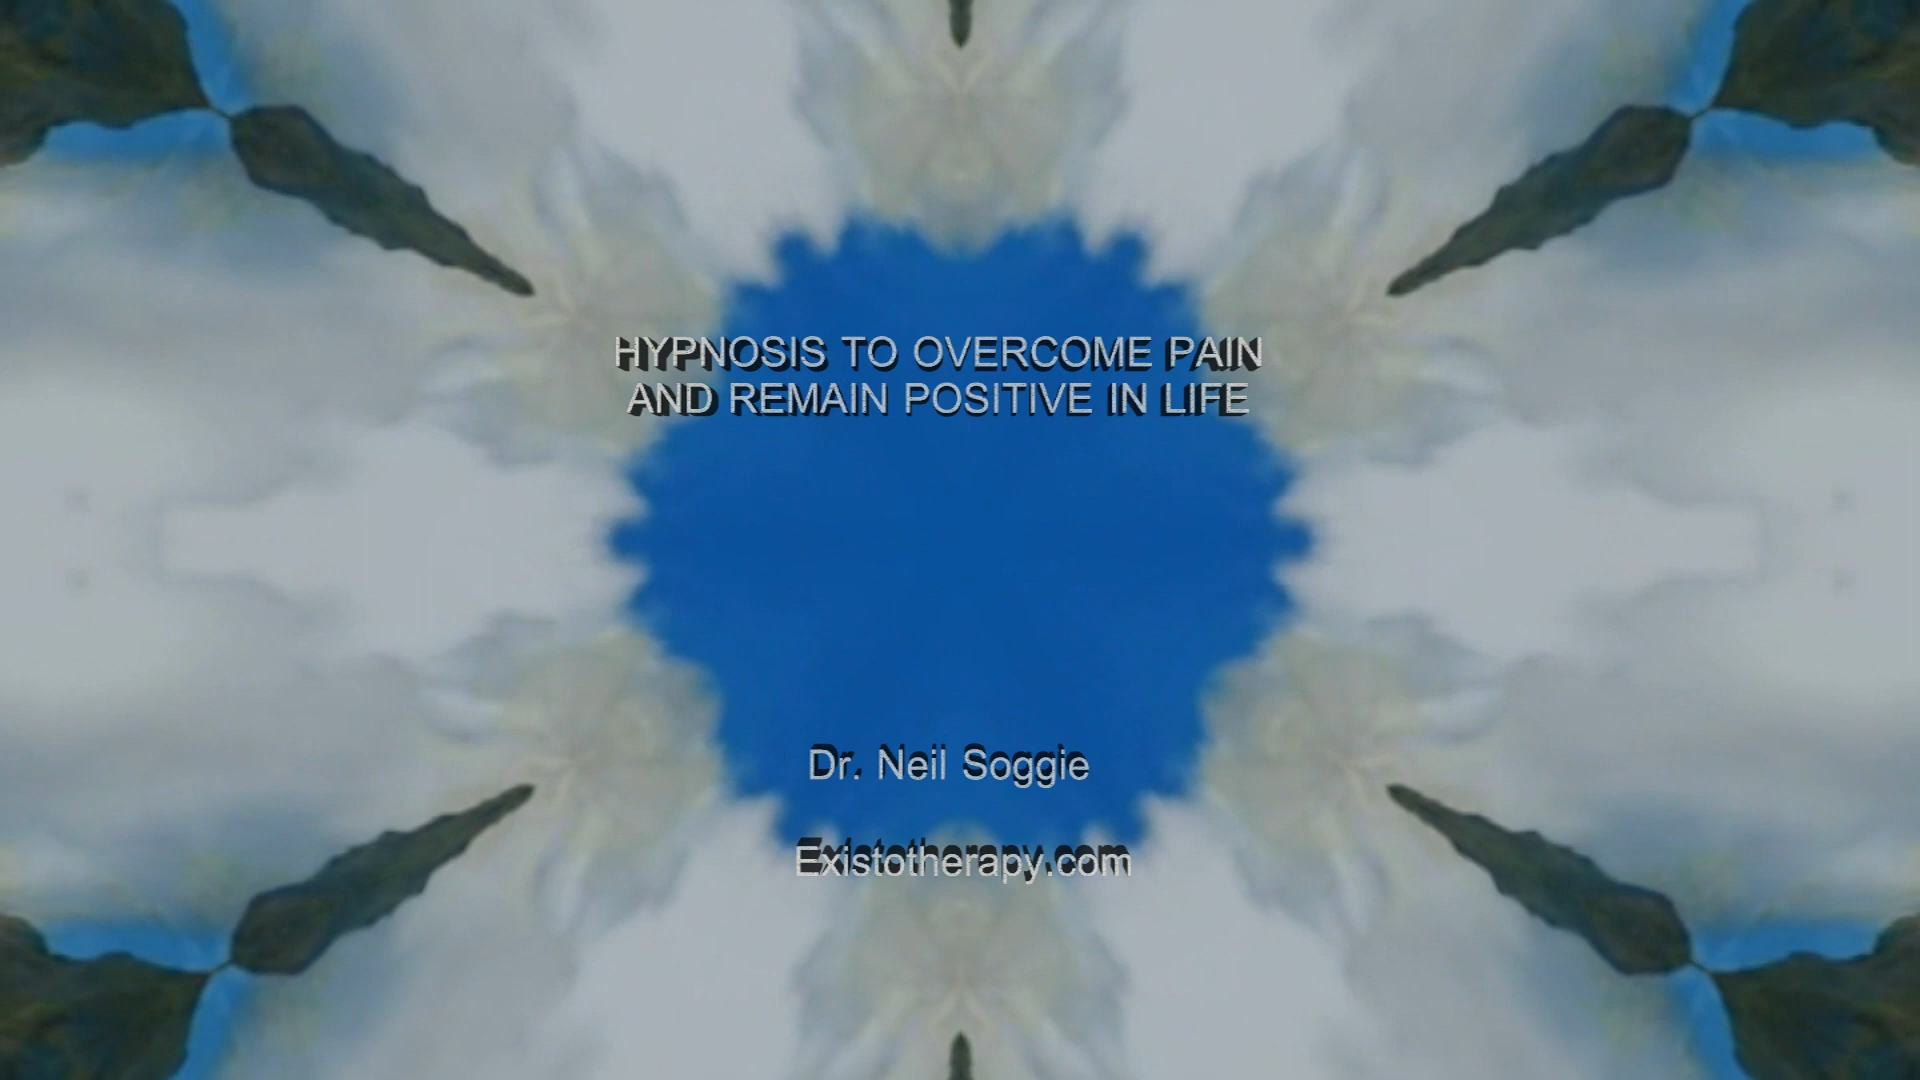 HYPNOSIS TO OVERCOME PAIN
AND REMAIN POSITIVE IN LIFE
Dr. Neil Soggie
Existotherapy.com